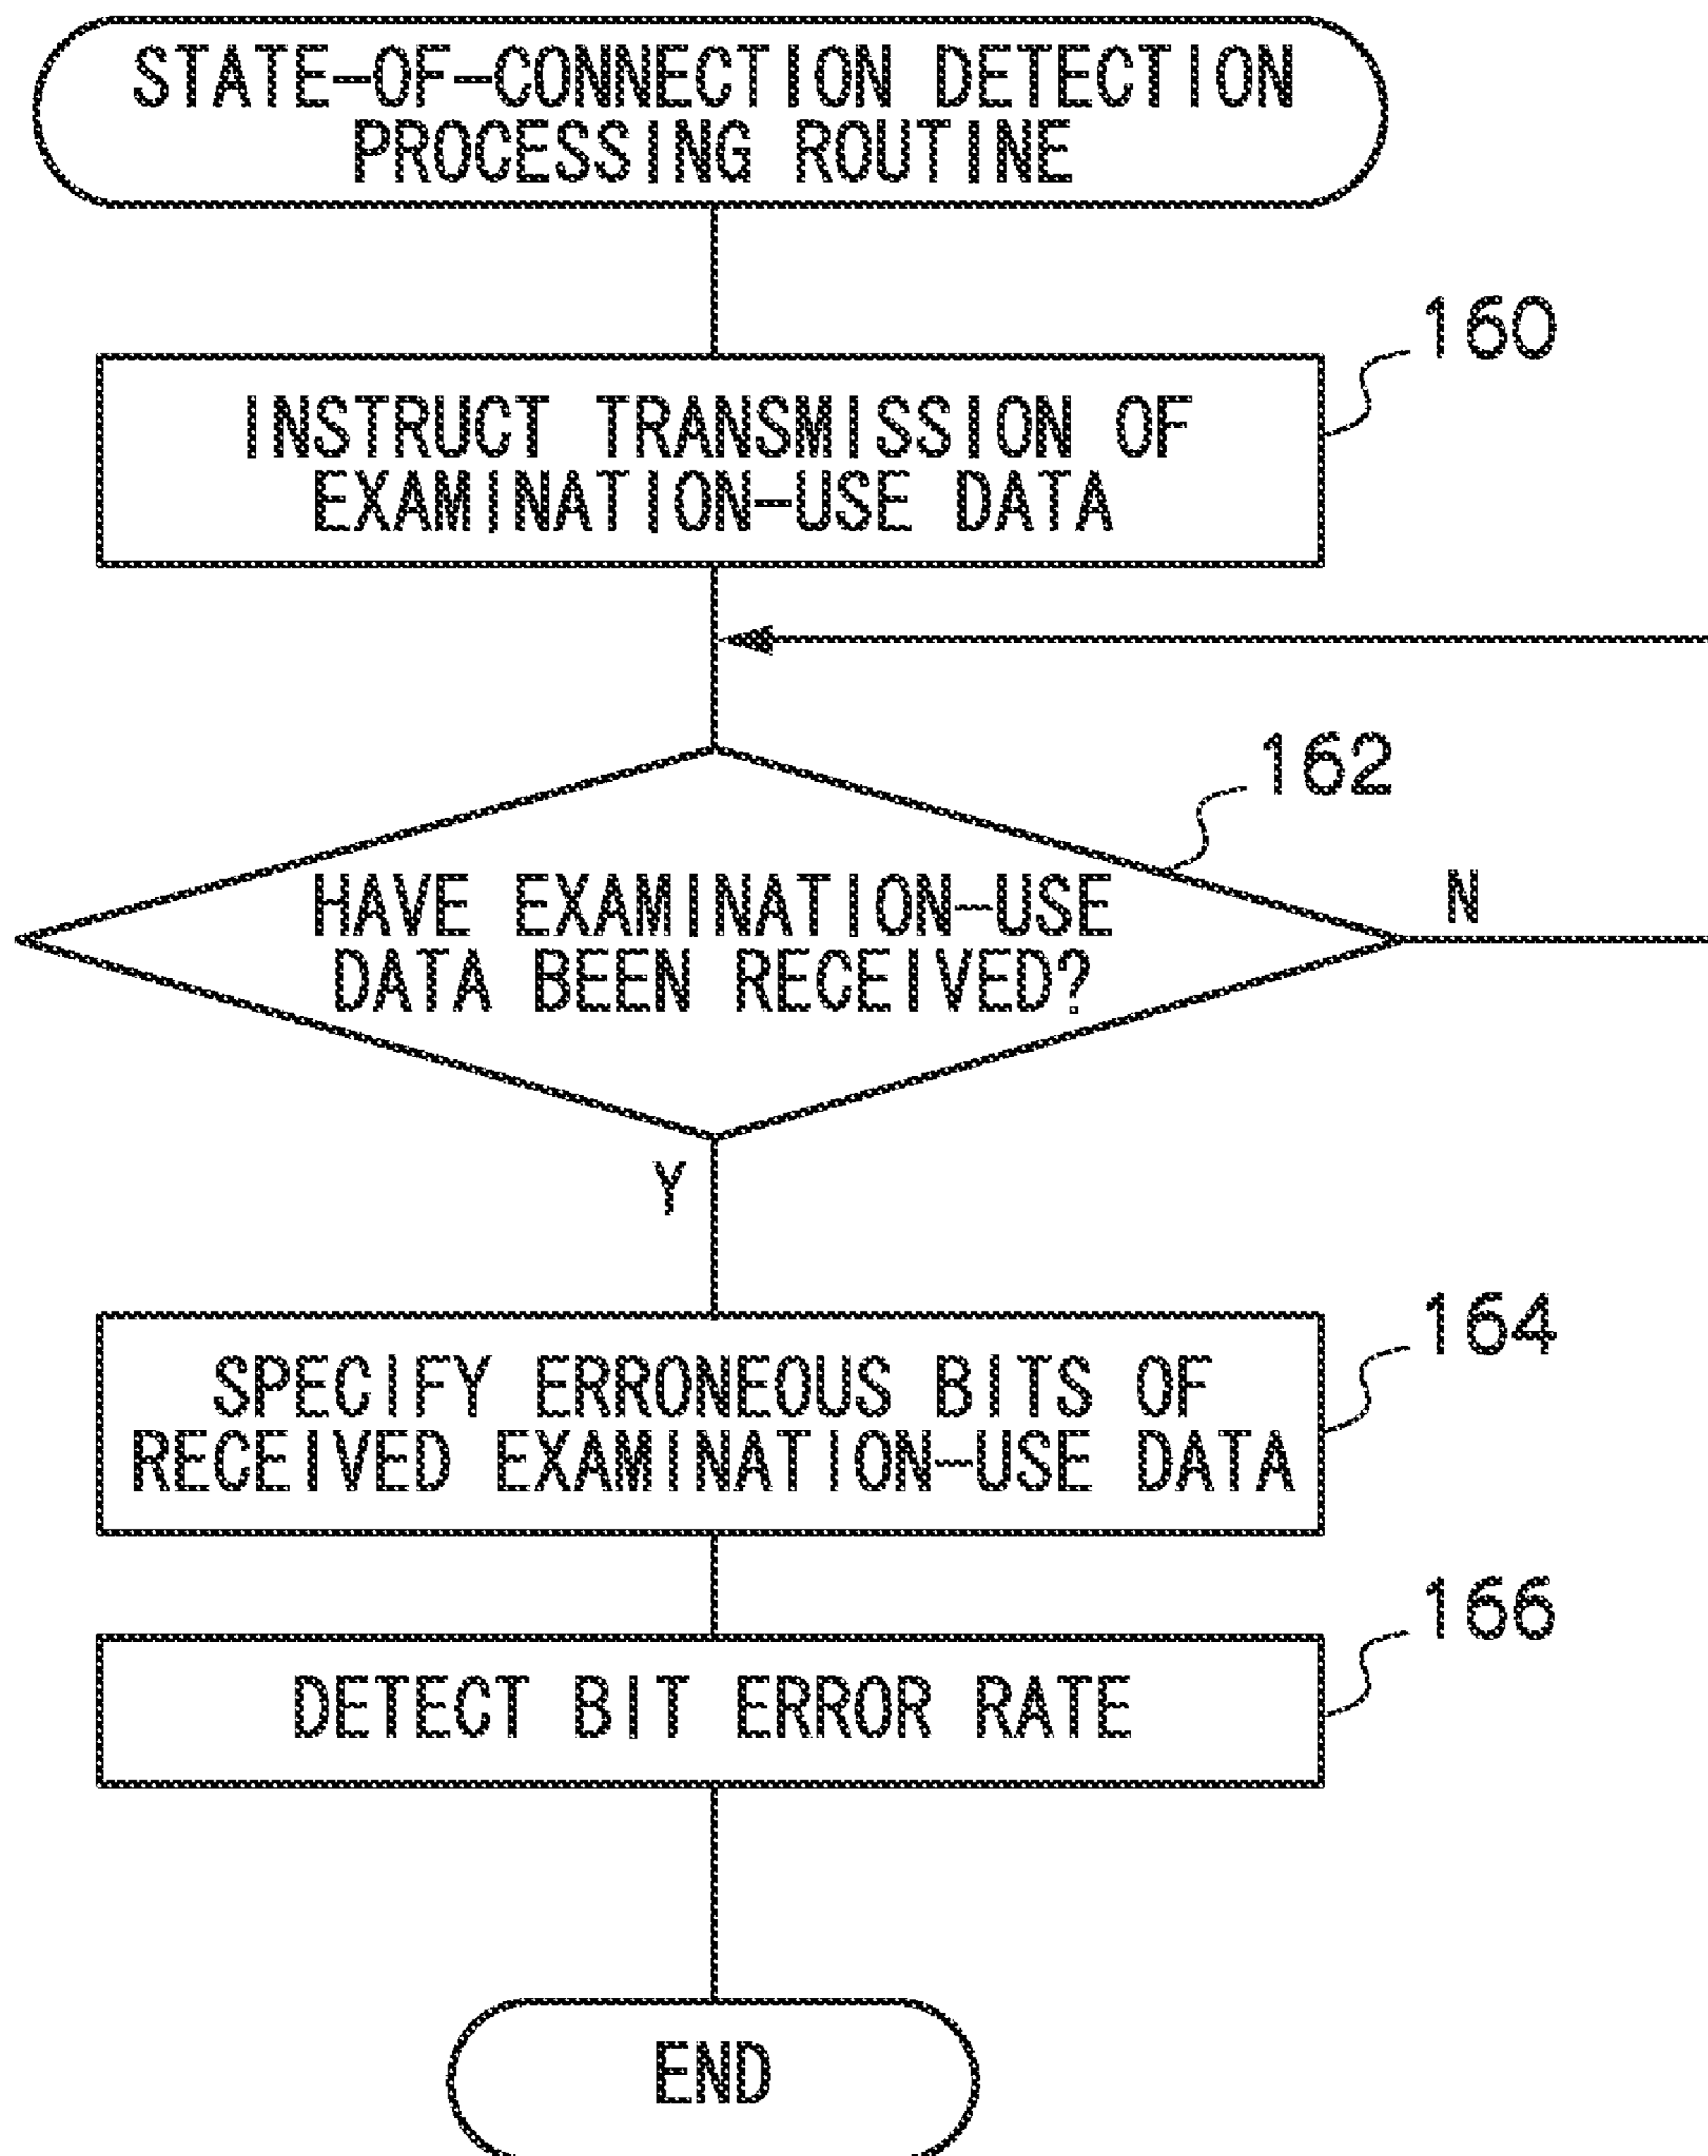 STATE-OF-CONNECTION DETECTION
PROCESSING ROUTINE
160
INSTRUCT TRANSMISSION OF
EXAMINATION-USE DATA
162
HAVE EXAMINATION-USE
DATA BEEN RECEIVED?
N
Y
164
SPECIFY ERRONEOUS BITS OF
RECEIVED EXAMINATION-USE DATA
166
DETECT BIT ERROR RATE
END